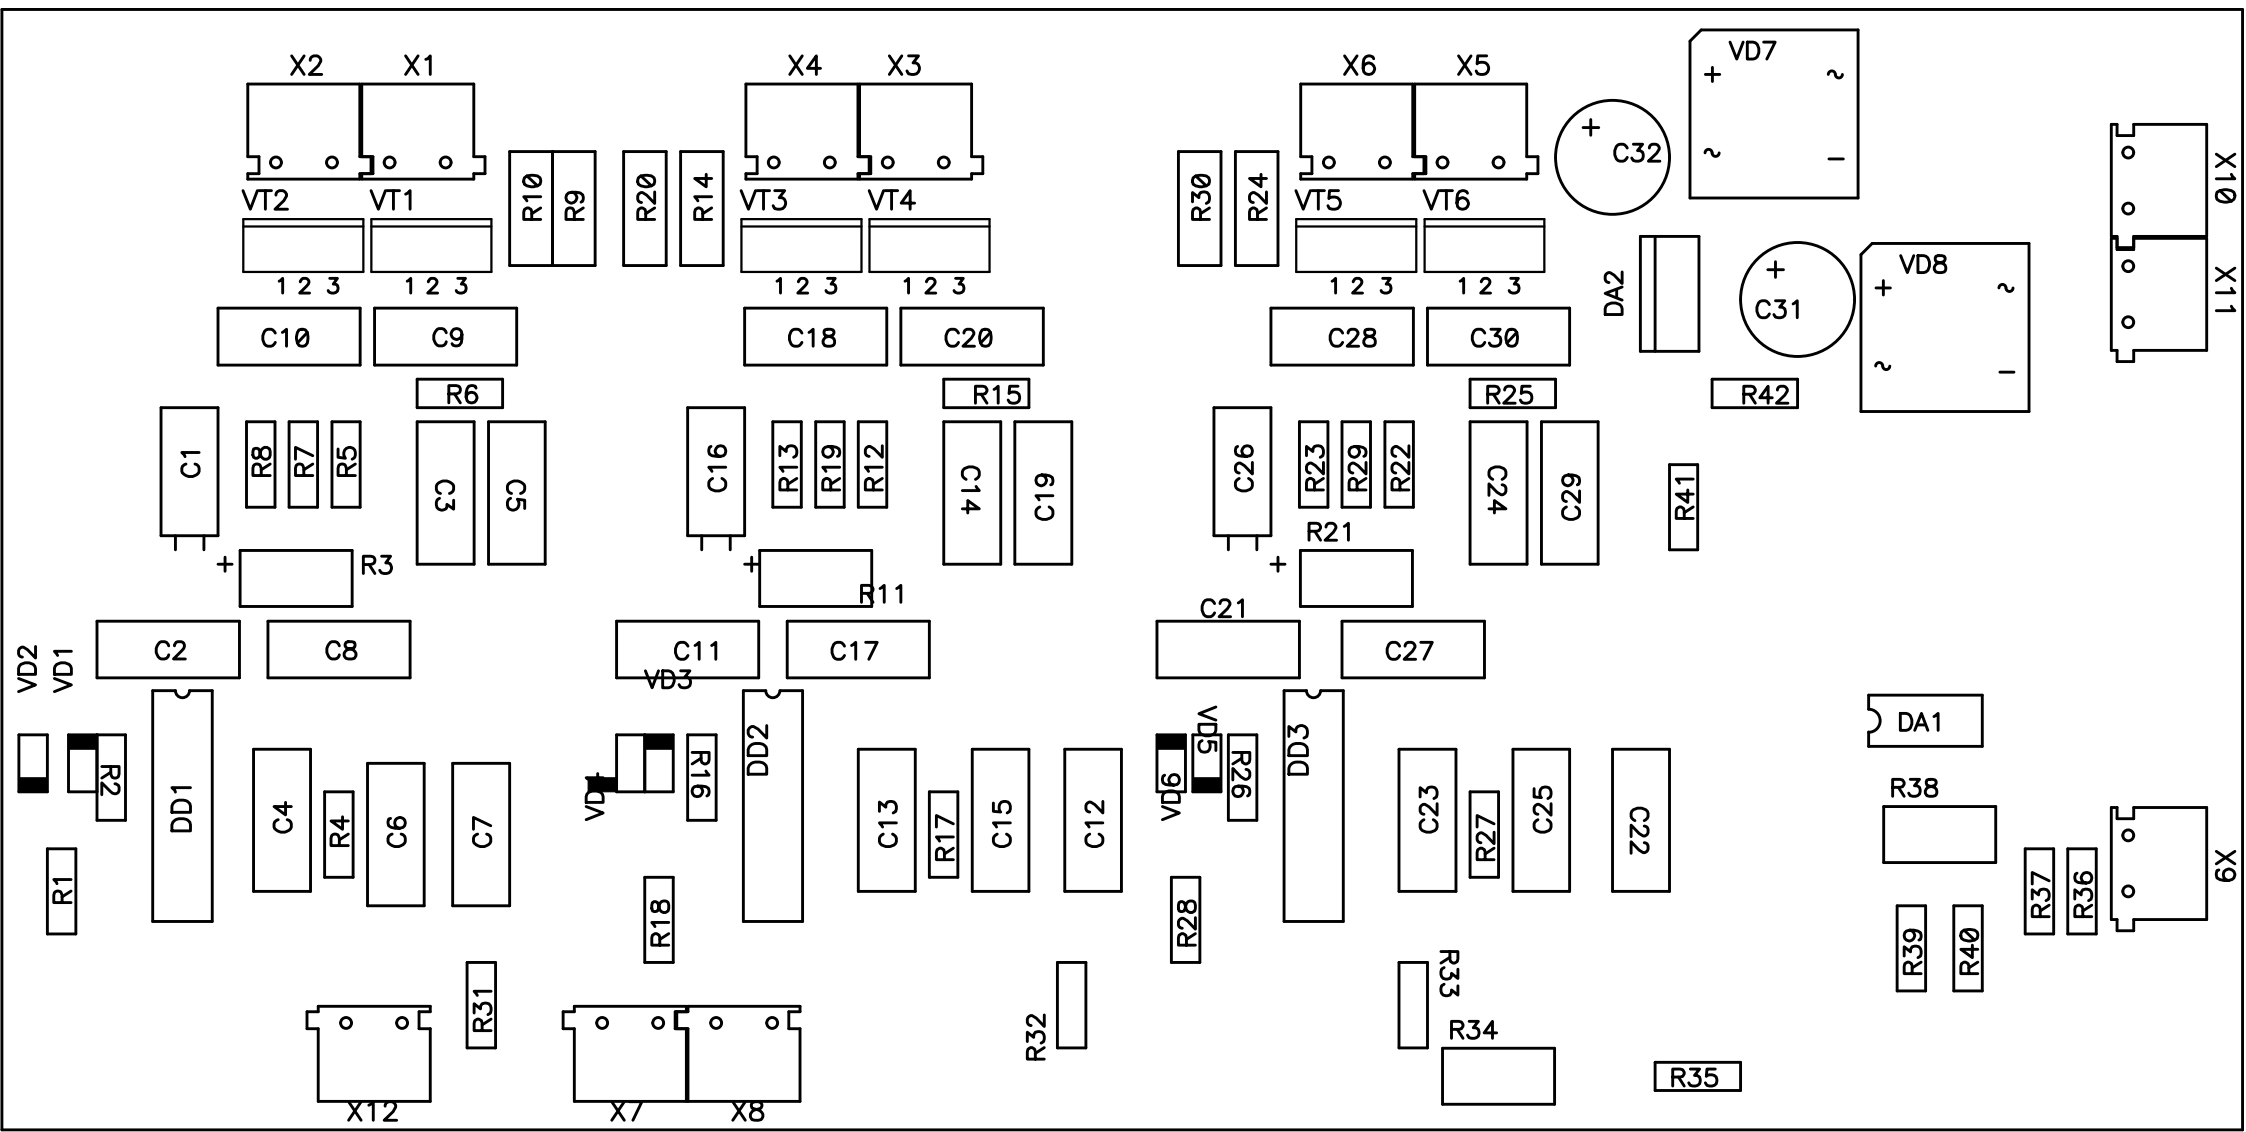 X2 X1 X4 X3 X6 X5 VD7
+ ~
+
C32
~ −
X10
R10 R9 R20 R14 R30 R24
VT2 VT1 VT3 VT4 VT5 VT6
1 2 3 1 2 3 1 2 3 1 2 3 1 2 3 1 2 3
DA2
+ C31
VD8
+ ~
~ −
X11
C10 C9 C18 C20 C28 C30
R6 R15 R25 R42
C1 R8 R7 R5 C3 C5 C16 R13 R19 R12 C14 C19 C26 R23 R29 R22 C24 C29 R41
R21
+ R3 + +
R11
C21
C2 C8 C11 C17 C27
VD2 VD1 VD3
VD5 DA1
DD2 DD3
R2 R16 R26
VD6
R38
DD1 C4 R4 C6 C7 C13 R17 C15 C12 C23 R27 C25 C22
X9
R1 R18 R28 R37 R36
R39 R40
R33
R31 R32 R34
R35
X12 X7 X8